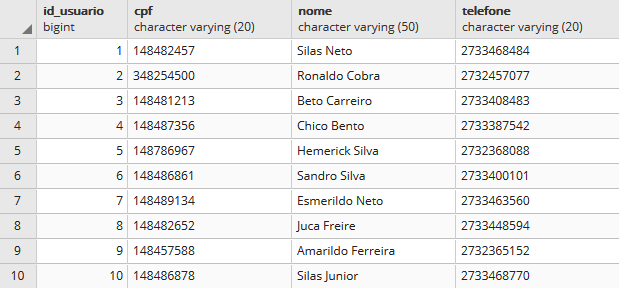 id_usuario cpf nome telefone
bigint character varying (20) character varying (50) character varying (20)
1 1 148482457 Silas Neto 2733468484
2 2 348254500 Ronaldo Cobra 2732457077
3 3 148481213 Beto Carreiro 2733408483
4 4 148487356 Chico Bento 2733387542
5 5 148786967 Hemerick Silva 2732368088
6 6 148486861 Sandro Silva 2733400101
7 7 148489134 Esmerildo Neto 2733463560
8 8 148482652 Juca Freire 2733448594
9 9 148457588 Amarildo Ferreira 2732365152
10 10 148486878 Silas Junior 2733468770